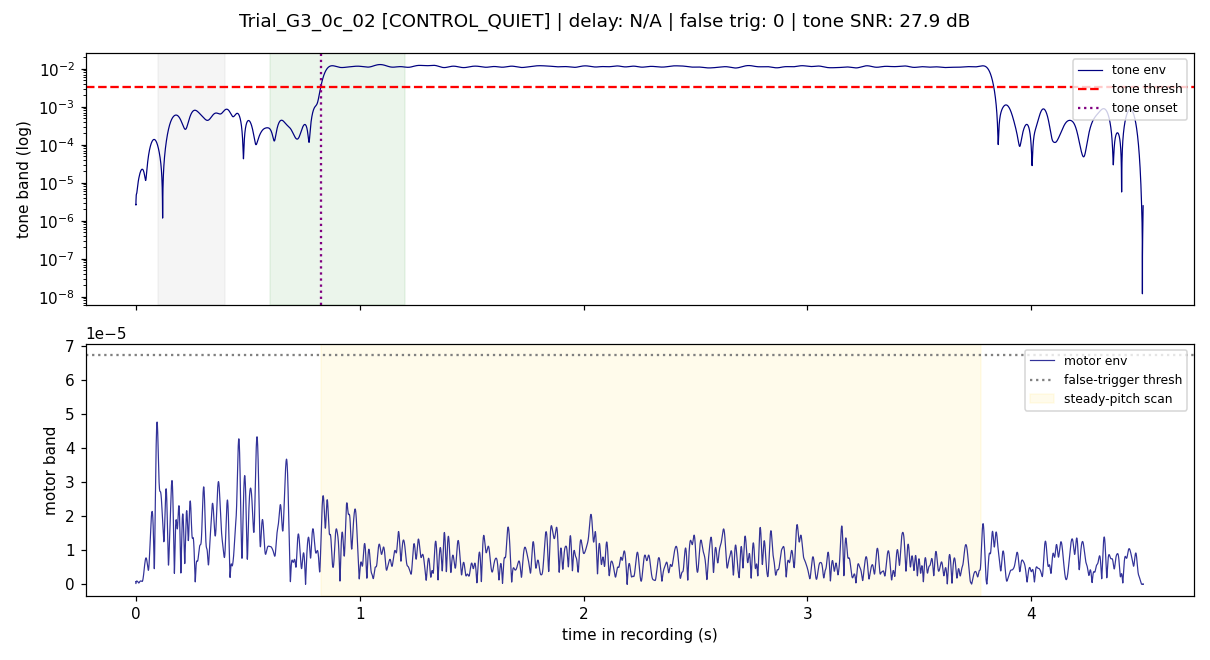 Trial_G3_0c_02 [CONTROL_QUIET] | delay: N/A | false trig: 0 | tone SNR: 27.9 dB
tone band (log)
10⁻²
10⁻³
10⁻⁴
10⁻⁵
10⁻⁶
10⁻⁷
10⁻⁸
tone env
tone thresh
tone onset
1e−5
motor band
7
6
5
4
3
2
1
0
motor env
false-trigger thresh
steady-pitch scan
0 1 2 3 4
time in recording (s)